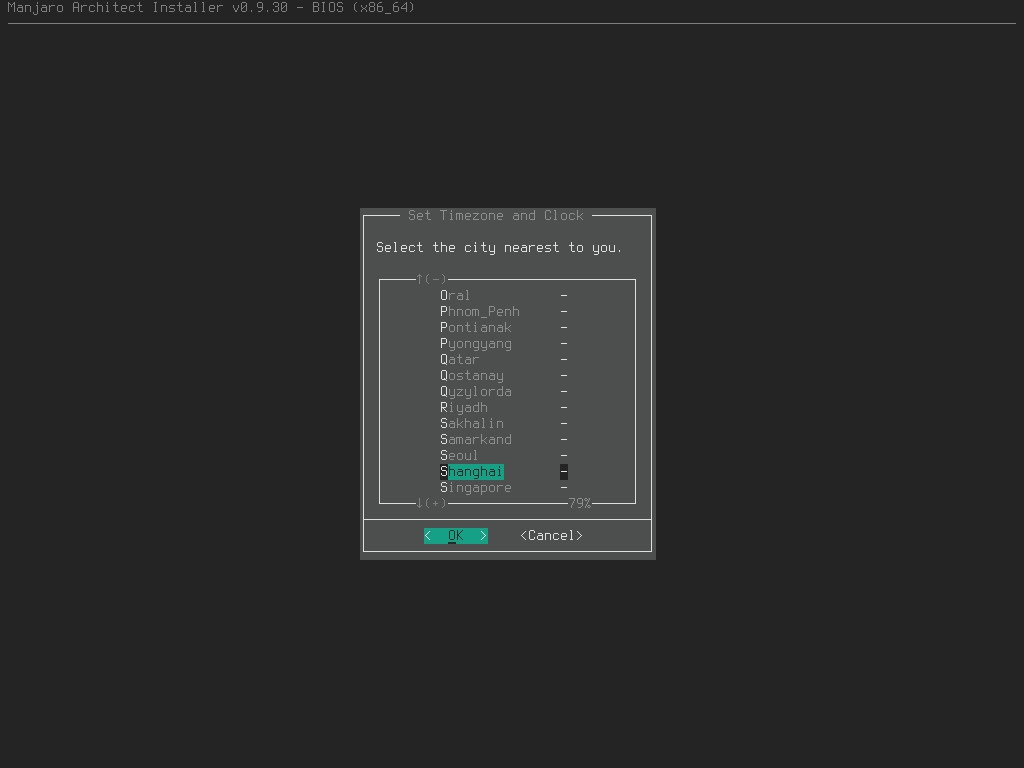 Manjaro Architect Installer v0.9.30 - BIOS (x86_64)
Set Timezone and Clock
Select the city nearest to you.
↑(-)
Oral -
Phnom_Penh -
Pontianak -
Pyongyang -
Qatar -
Qostanay -
Qyzylorda -
Riyadh -
Sakhalin -
Samarkand -
Seoul -
Shanghai -
Singapore -
↓(+) 79%
< OK > <Cancel>